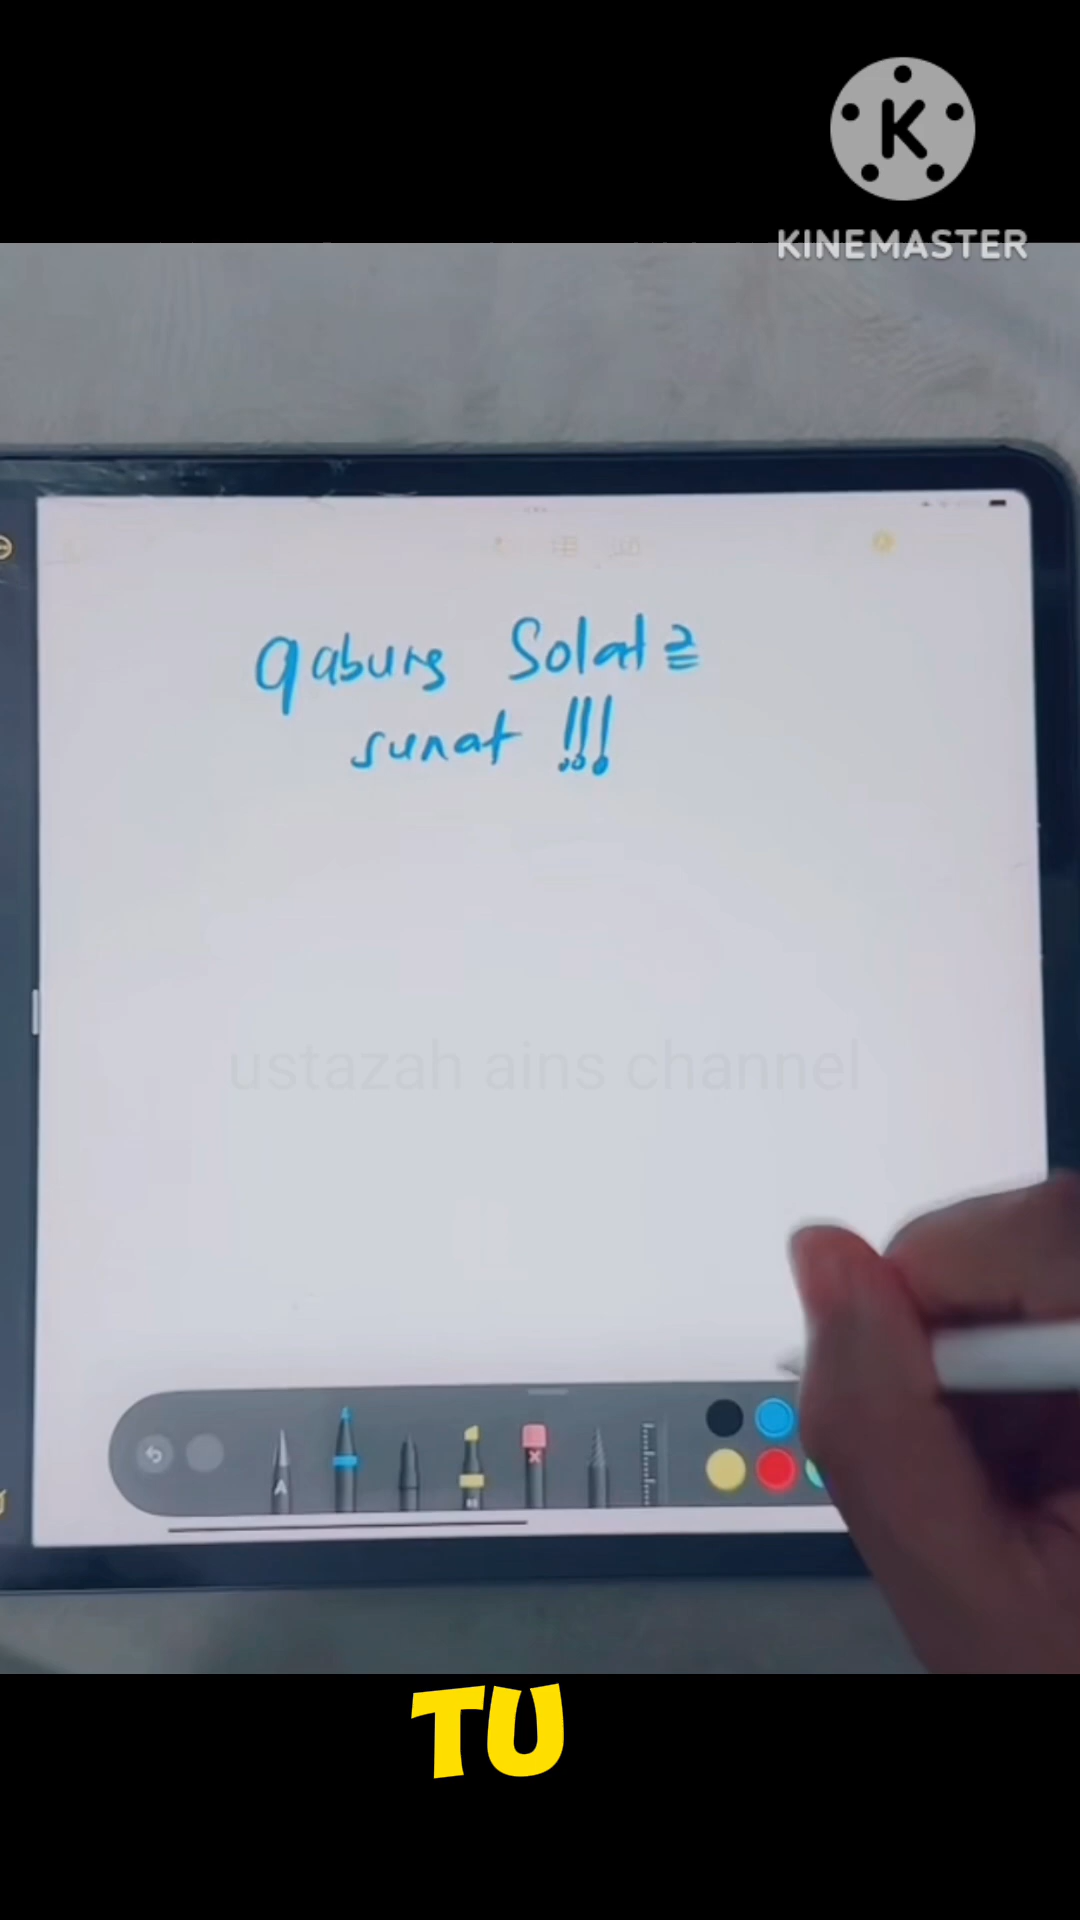 KINEMASTER
gabung Solat2
sunat !!!
ustazah ains channel
TU